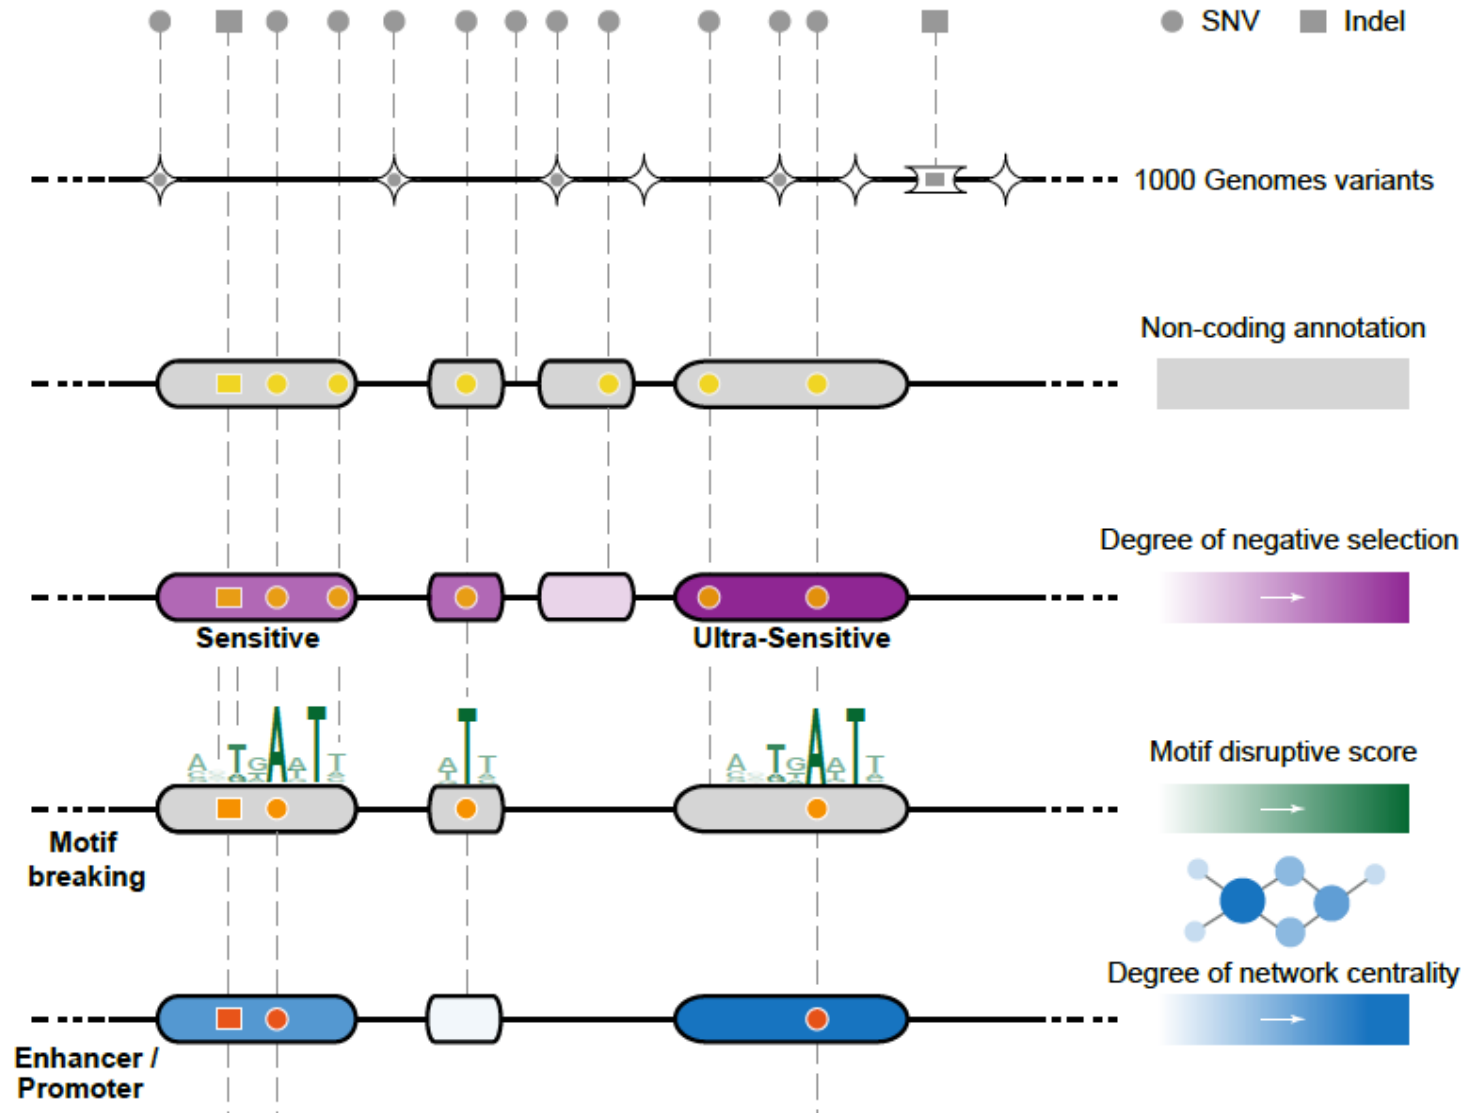 SNV
Indel
1000 Genomes variants
Non-coding annotation
Degree of negative selection
Sensitive
Ultra-Sensitive
A T G A A T T
A T T
A T G A A T T
Motif disruptive score
Motif
breaking
Degree of network centrality
Enhancer /
Promoter